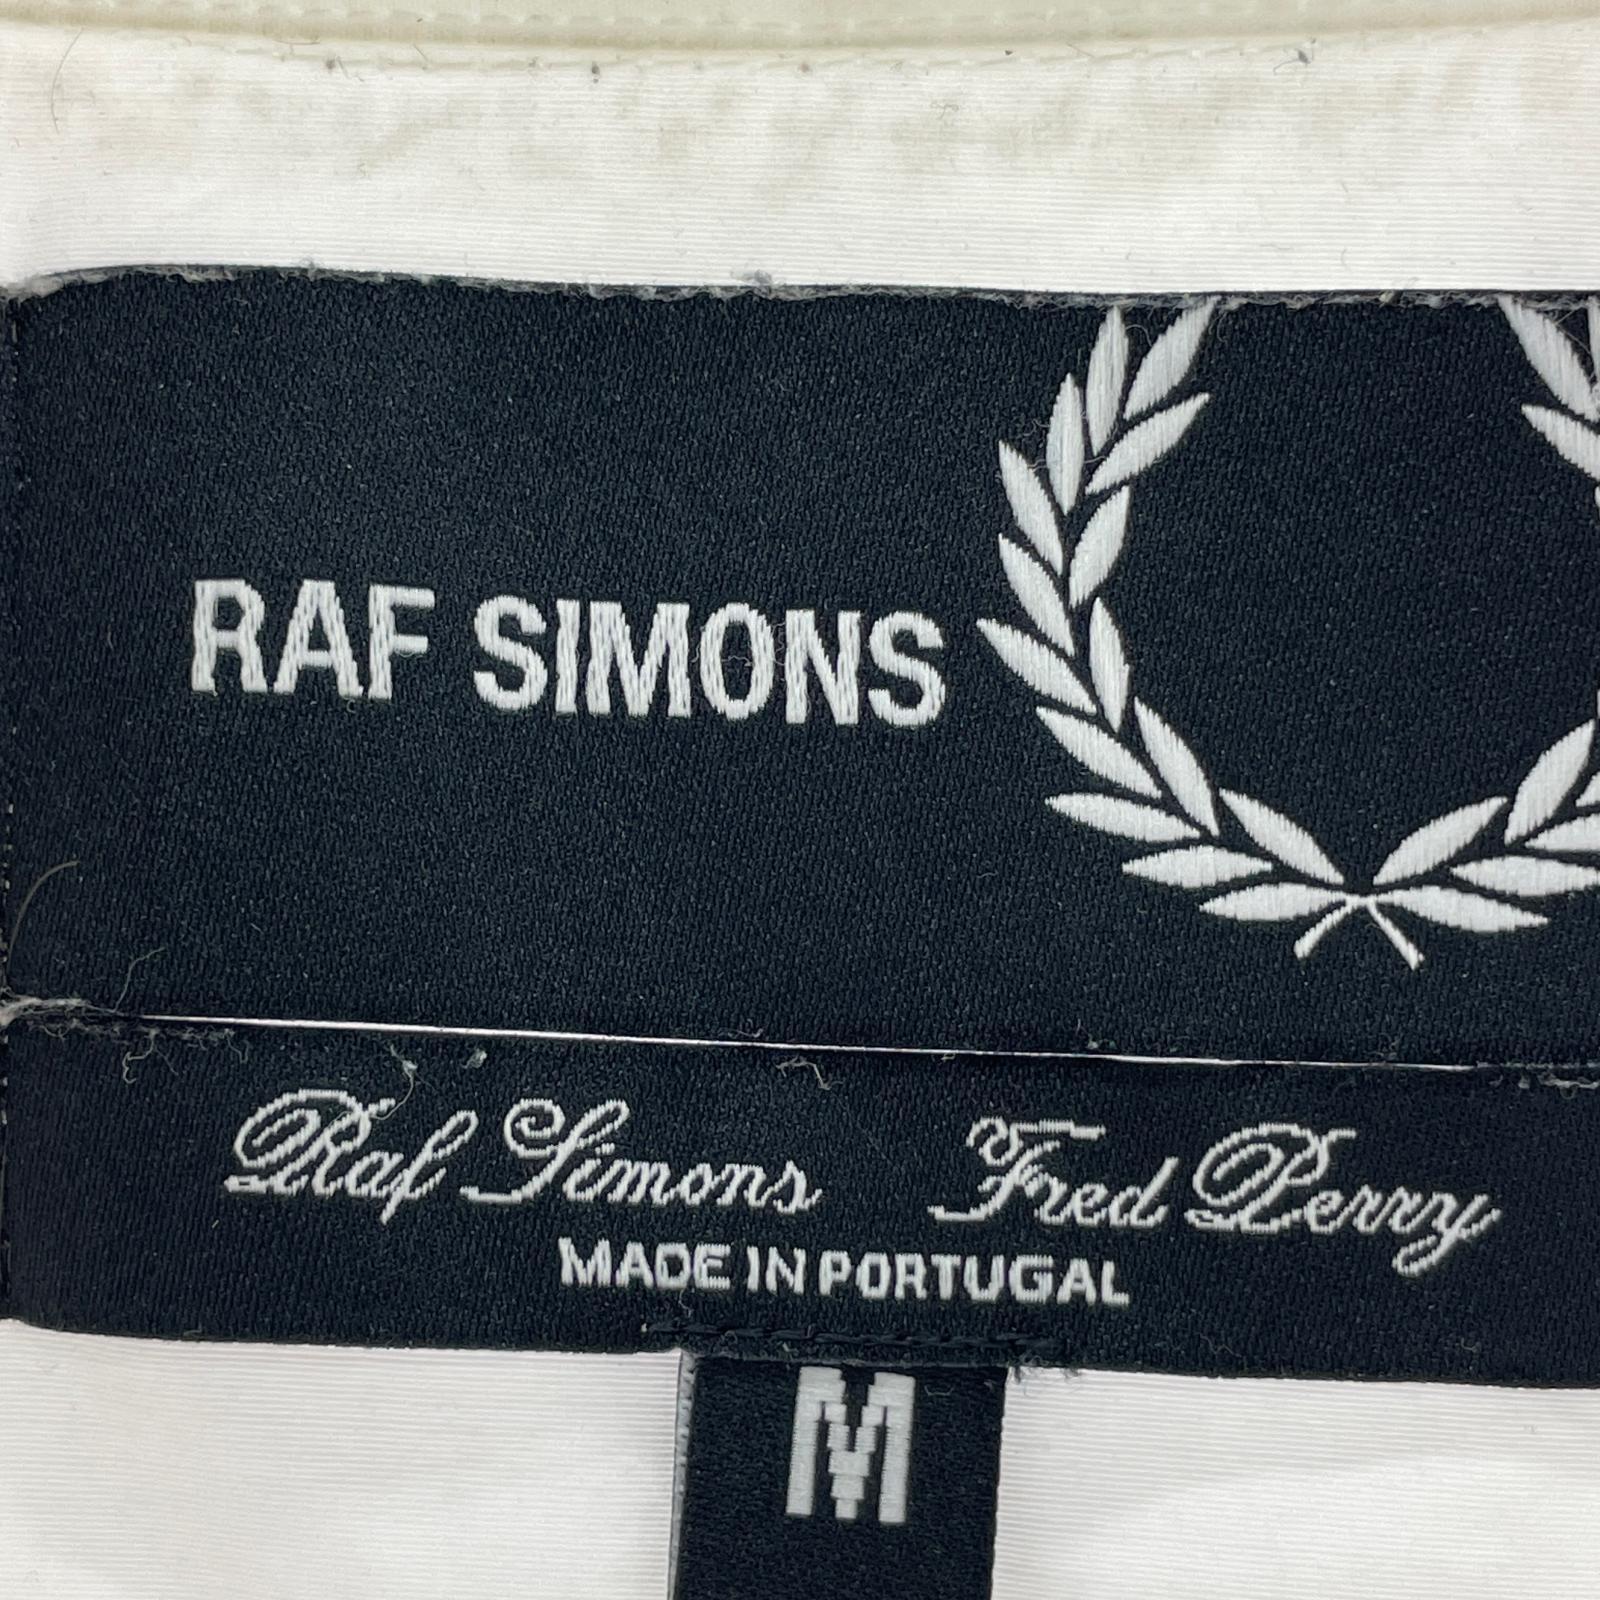 RAF SIMONS
Raf Simons Fred Perry
MADE IN PORTUGAL
M